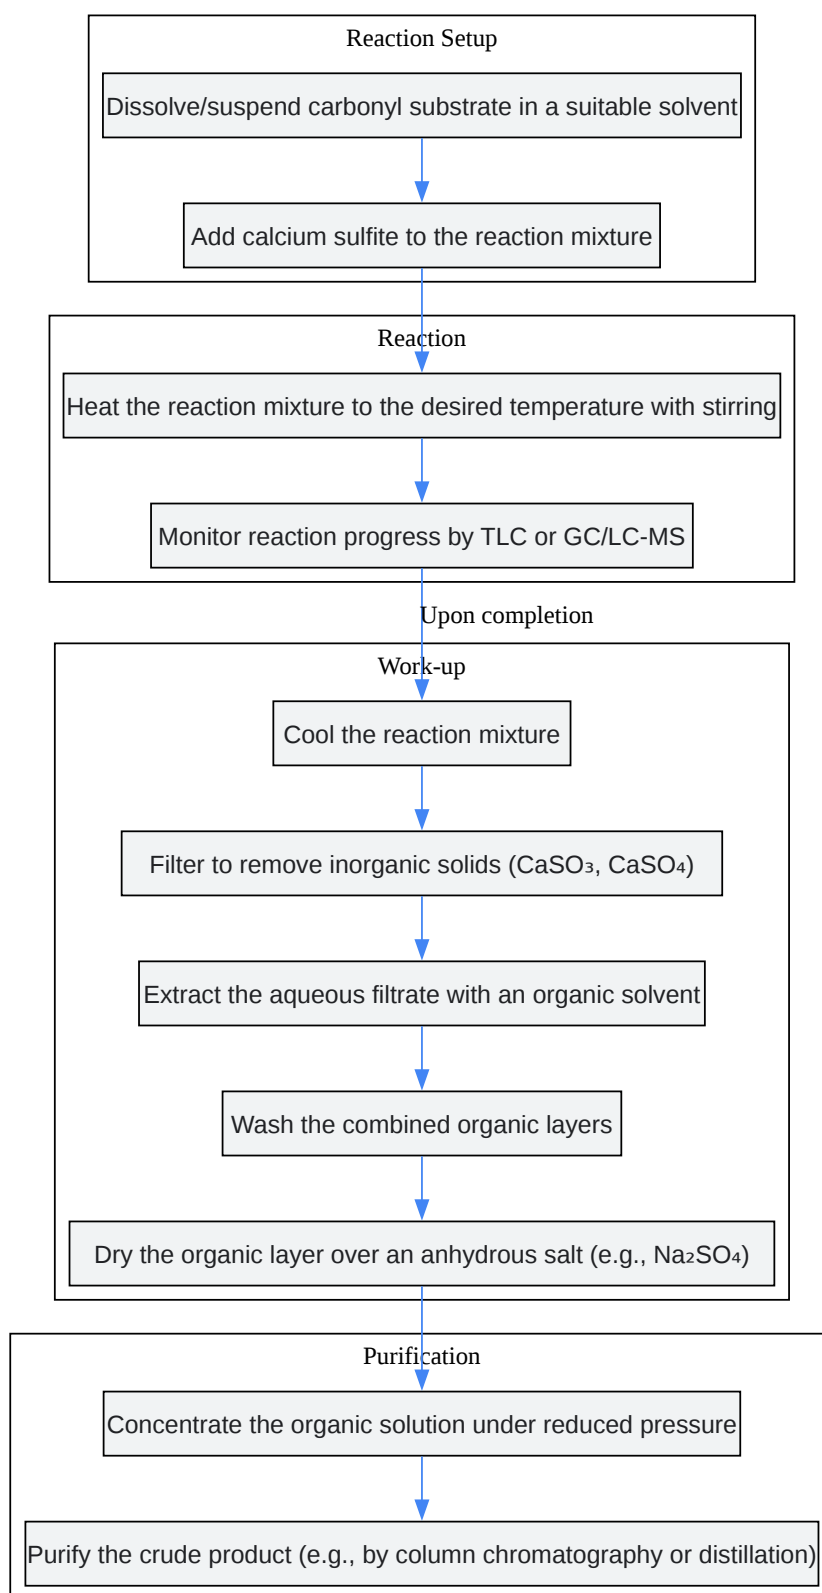 Reaction Setup
Dissolve/suspend carbonyl substrate in a suitable solvent
Add calcium sulfite to the reaction mixture
Reaction
Heat the reaction mixture to the desired temperature with stirring
Monitor reaction progress by TLC or GC/LC-MS
Upon completion
Work-up
Cool the reaction mixture
Filter to remove inorganic solids (CaSO₃, CaSO₄)
Extract the aqueous filtrate with an organic solvent
Wash the combined organic layers
Dry the organic layer over an anhydrous salt (e.g., Na₂SO₄)
Purification
Concentrate the organic solution under reduced pressure
Purify the crude product (e.g., by column chromatography or distillation)